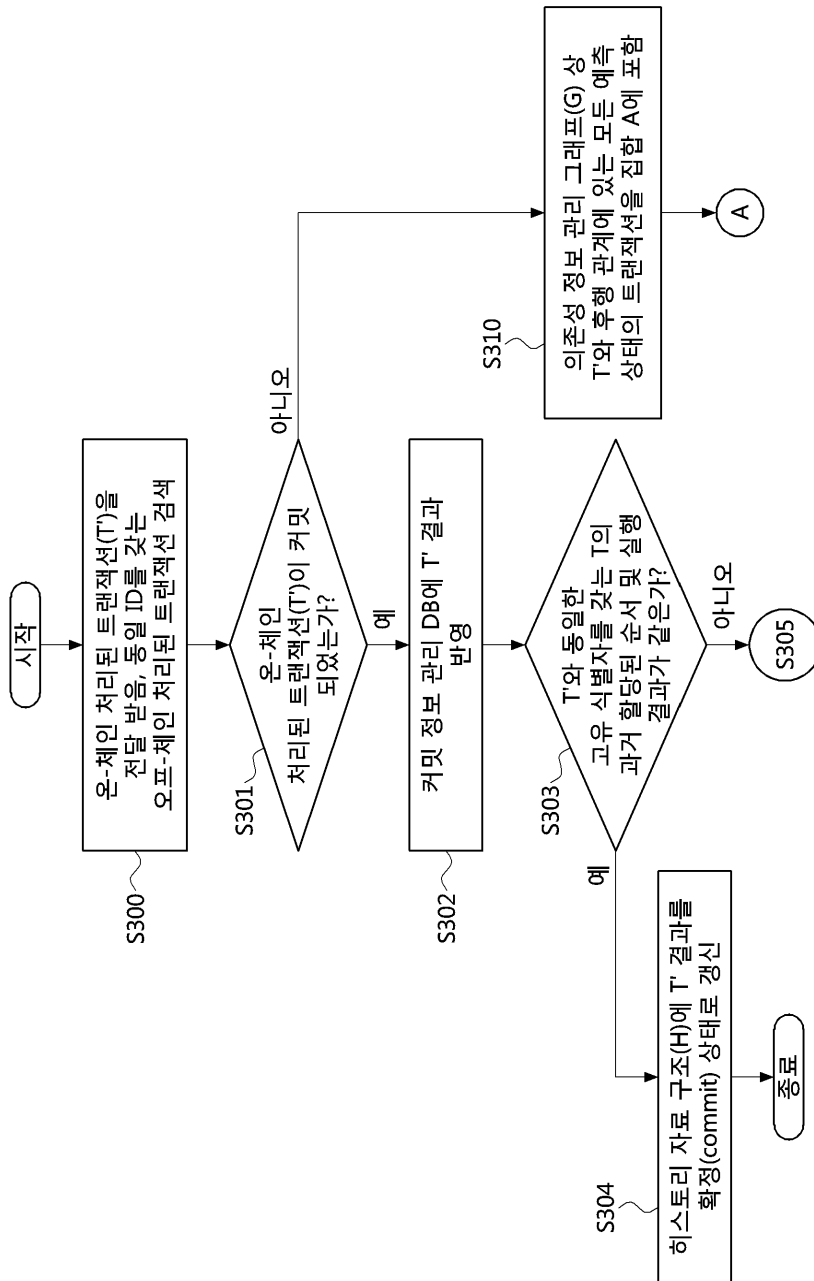 시작
온-체인 처리된 트랜잭션(T')을
전달 받음, 동일 ID를 갖는
오프-체인 처리된 트랜잭션 검색
S300
온-체인
처리된 트랜잭션(T')이 커밋
되었는가?
S301
아니오
예
커밋 정보 관리 DB에 T' 결과
반영
S302
T'와 동일한
고유 식별자를 갖는 T의
과거 할당된 순서 및 실행
결과가 같은가?
S303
예
아니오
히스토리 자료 구조(H)에 T' 결과를
확정(commit) 상태로 갱신
S304
종료
S305
의존성 정보 관리 그래프(G) 상
T'와 후행 관계에 있는 모든 예측
상태의 트랜잭션을 집합 A에 포함
S310
A